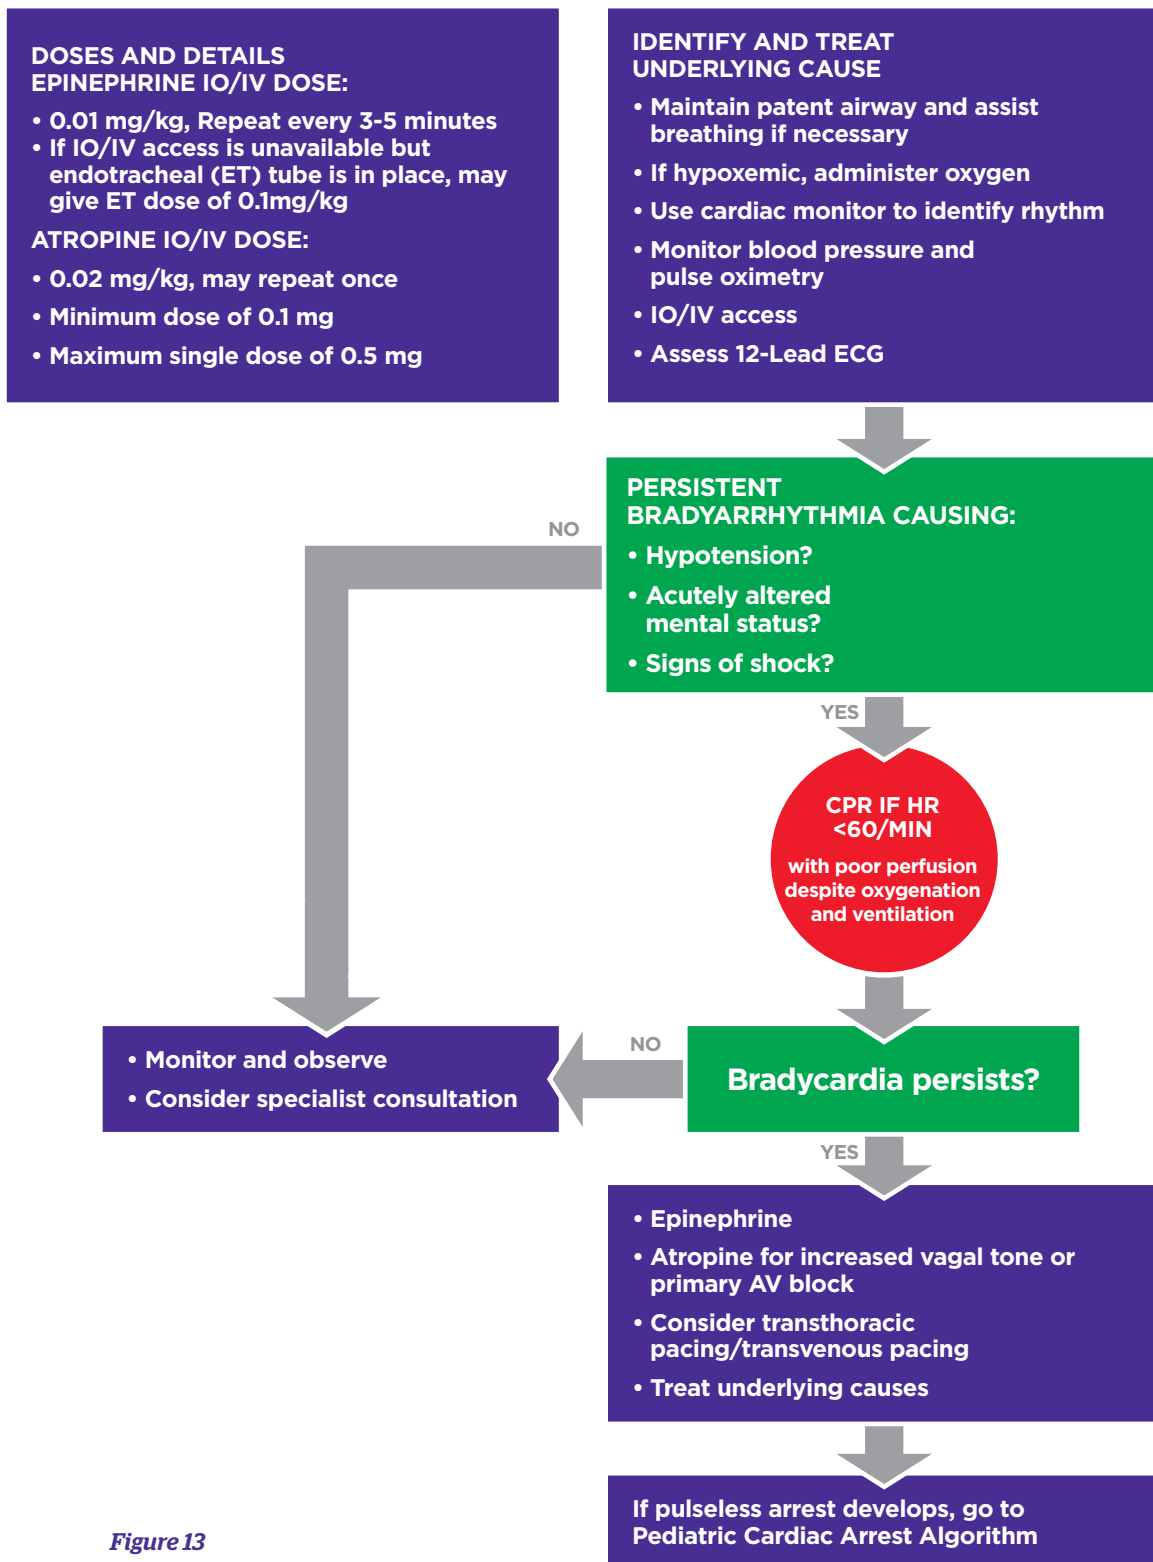 DOSES AND DETAILS
EPINEPHRINE IO/IV DOSE:
• 0.01 mg/kg, Repeat every 3-5 minutes
• If IO/IV access is unavailable but
endotracheal (ET) tube is in place, may
give ET dose of 0.1mg/kg
ATROPINE IO/IV DOSE:
• 0.02 mg/kg, may repeat once
• Minimum dose of 0.1 mg
• Maximum single dose of 0.5 mg
IDENTIFY AND TREAT
UNDERLYING CAUSE
• Maintain patent airway and assist
breathing if necessary
• If hypoxemic, administer oxygen
• Use cardiac monitor to identify rhythm
• Monitor blood pressure and
pulse oximetry
• IO/IV access
• Assess 12-Lead ECG
PERSISTENT
BRADYARRHYTHMIA CAUSING:
• Hypotension?
• Acutely altered
mental status?
• Signs of shock?
NO
YES
CPR IF HR
<60/MIN
with poor perfusion
despite oxygenation
and ventilation
Bradycardia persists?
NO
• Monitor and observe
• Consider specialist consultation
YES
• Epinephrine
• Atropine for increased vagal tone or
primary AV block
• Consider transthoracic
pacing/transvenous pacing
• Treat underlying causes
If pulseless arrest develops, go to
Pediatric Cardiac Arrest Algorithm
Figure 13